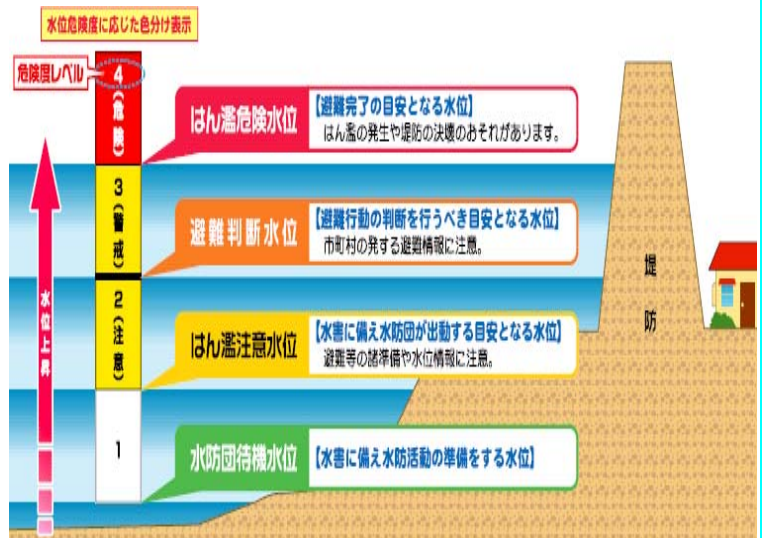 水位危険度に応じた色分け表示
危険度レベル
4(危険)
はん濫危険水位
【避難完了の目安となる水位】
はん濫の発生や堤防の決壊のおそれがあります。
3(警戒)
避難判断水位
【避難行動の判断を行うべき目安となる水位】
市町村の発する避難情報に注意。
2(注意)
はん濫注意水位
【水害に備え水防団が出動する目安となる水位】
避難等の諸準備や水位情報に注意。
1
水防団待機水位
【水害に備え水防活動の準備をする水位】
水位上昇
堤防